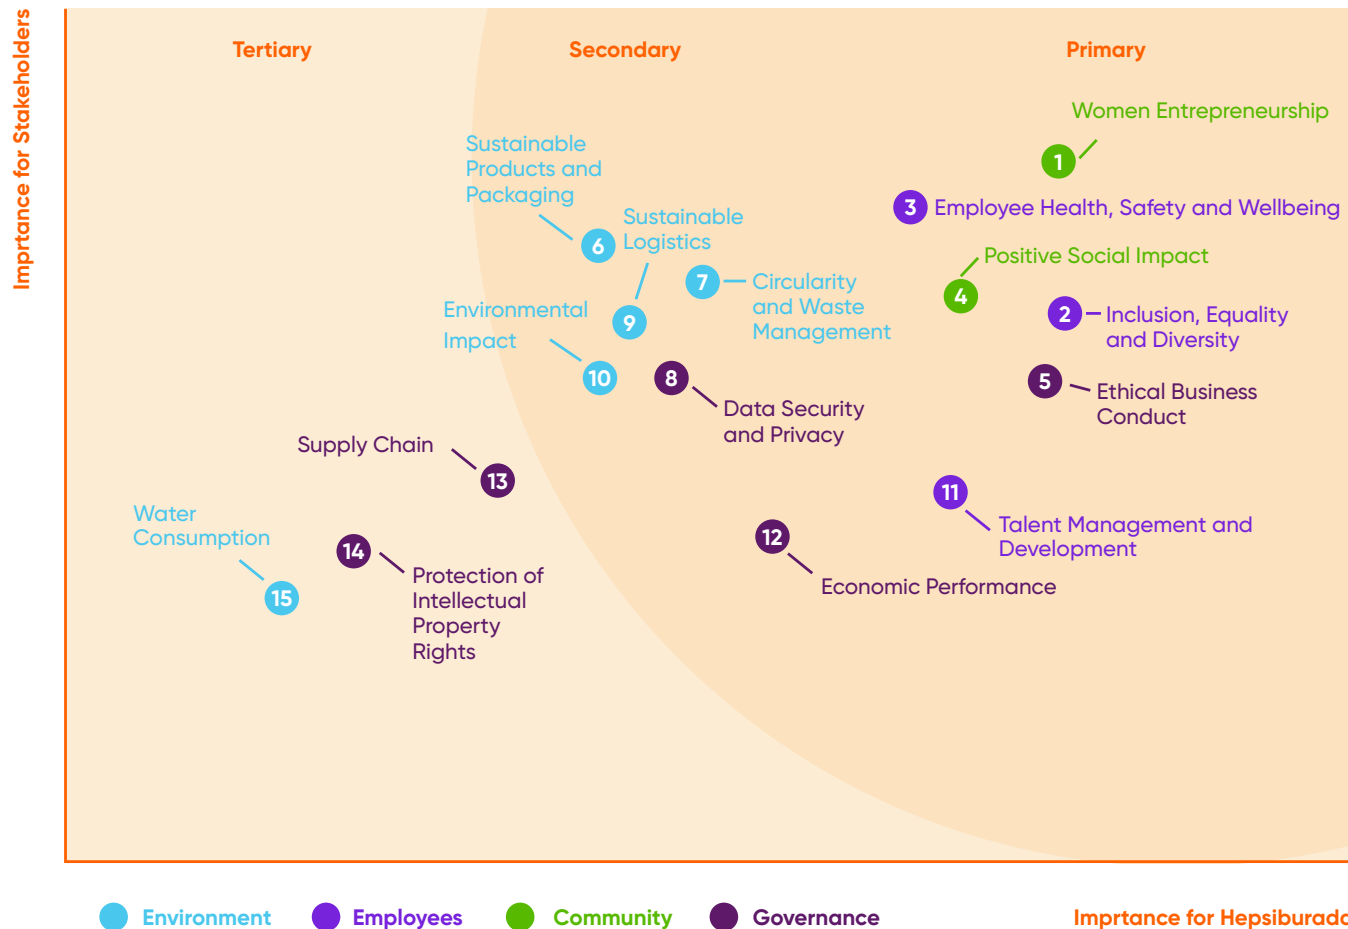 Imprtance for Stakeholders
Tertiary
Secondary
Primary
Women Entrepreneurship
1
Sustainable
Products and
Packaging
6
3
Employee Health, Safety and Wellbeing
Sustainable
Logistics
9
Positive Social Impact
4
7
Circularity
and Waste
Management
Environmental
Impact
10
2
Inclusion, Equality
and Diversity
8
Data Security
and Privacy
5
Ethical Business
Conduct
Supply Chain
13
11
Talent Management and
Development
Water
Consumption
15
14
Protection of
Intellectual
Property
Rights
12
Economic Performance
Environment
Employees
Community
Governance
Imprtance for Hepsiburada